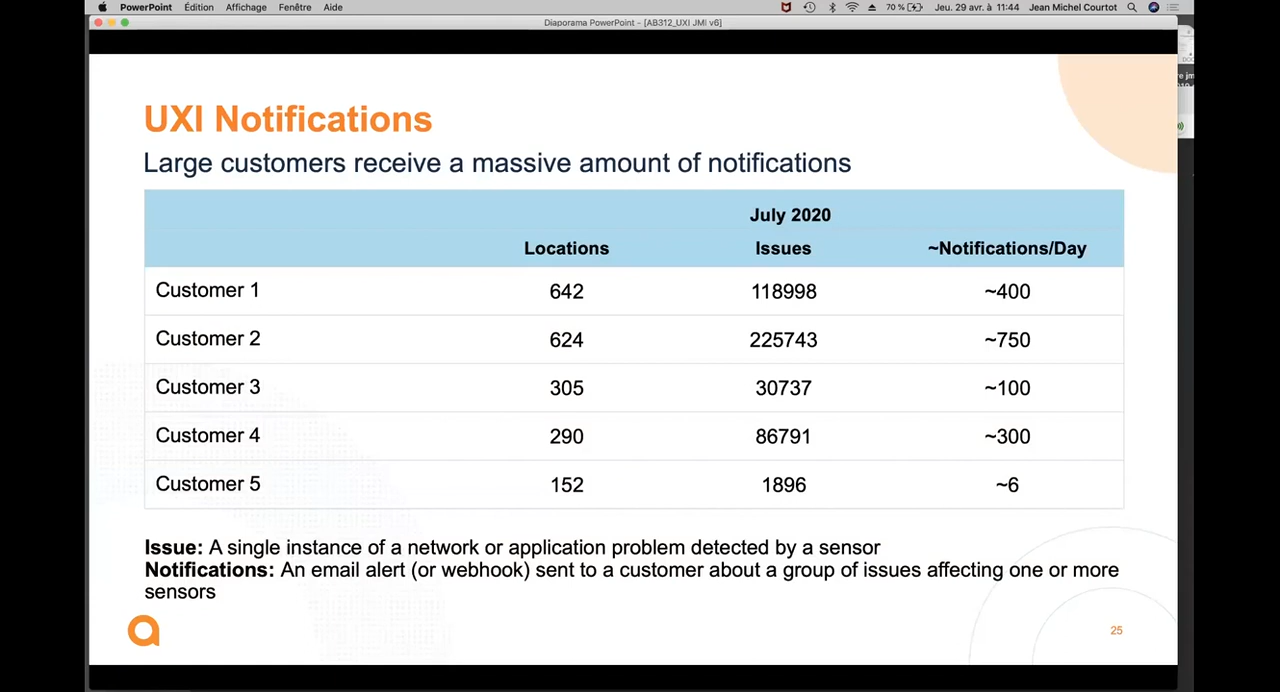 PowerPoint Édition Affichage Fenêtre Aide 70 % Jeu. 29 avr. à 11:44 Jean Michel Courtot
Diaporama PowerPoint - [AB312_UXI JMi v6]
UXI Notifications
Large customers receive a massive amount of notifications
July 2020
Locations Issues ~Notifications/Day
Customer 1 642 118998 ~400
Customer 2 624 225743 ~750
Customer 3 305 30737 ~100
Customer 4 290 86791 ~300
Customer 5 152 1896 ~6
Issue: A single instance of a network or application problem detected by a sensor
Notifications: An email alert (or webhook) sent to a customer about a group of issues affecting one or more
sensors
25